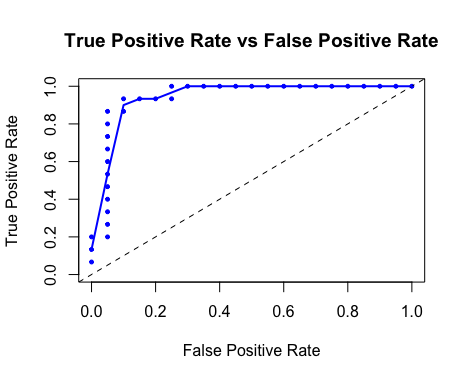 True Positive Rate vs False Positive Rate
True Positive Rate
0.0 0.2 0.4 0.6 0.8 1.0
0.0 0.2 0.4 0.6 0.8 1.0
False Positive Rate